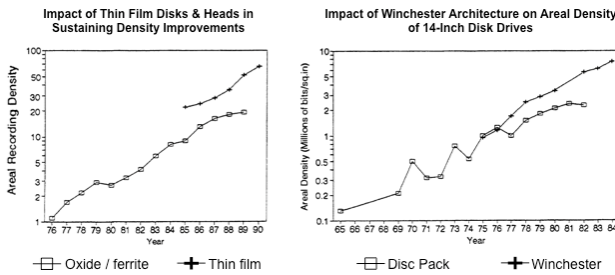 Impact of Thin Film Disks & Heads in
Sustaining Density Improvements
Areal Recording Density
100
50
30
20
10
5
3
2
1
76 77 78 79 80 81 82 83 84 85 86 87 88 89 90
Year
Oxide / ferrite
Thin film
Impact of Winchester Architecture on Areal Density
of 14-Inch Disk Drives
Areal Density (Millions of bits/sq.in)
10
5
3
2
1
0.5
0.3
0.2
0.1
65 66 67 68 69 70 71 72 73 74 75 76 77 78 79 80 81 82 83 84
Year
Disc Pack
Winchester